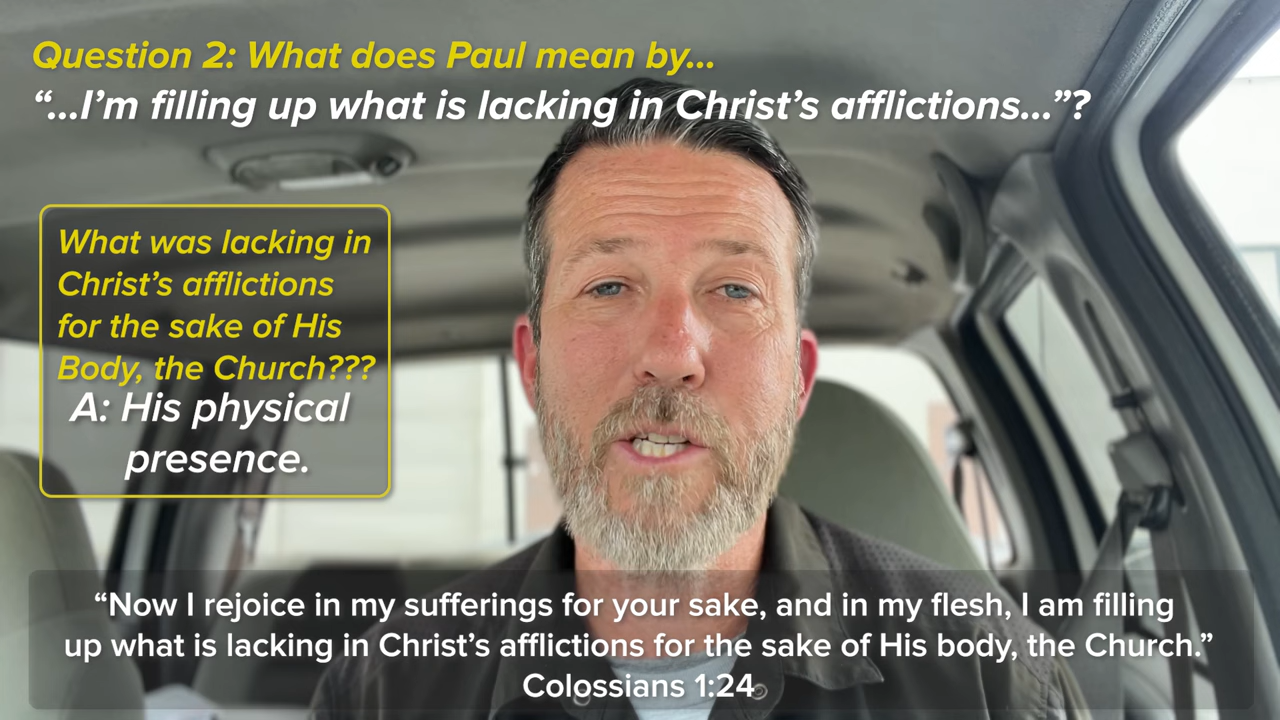 Question 2: What does Paul mean by...
“...I’m filling up what is lacking in Christ’s afflictions...”?
What was lacking in
Christ’s afflictions
for the sake of His
Body, the Church???
A: His physical
presence.
“Now I rejoice in my sufferings for your sake, and in my flesh, I am filling
up what is lacking in Christ’s afflictions for the sake of His body, the Church.”
Colossians 1:24